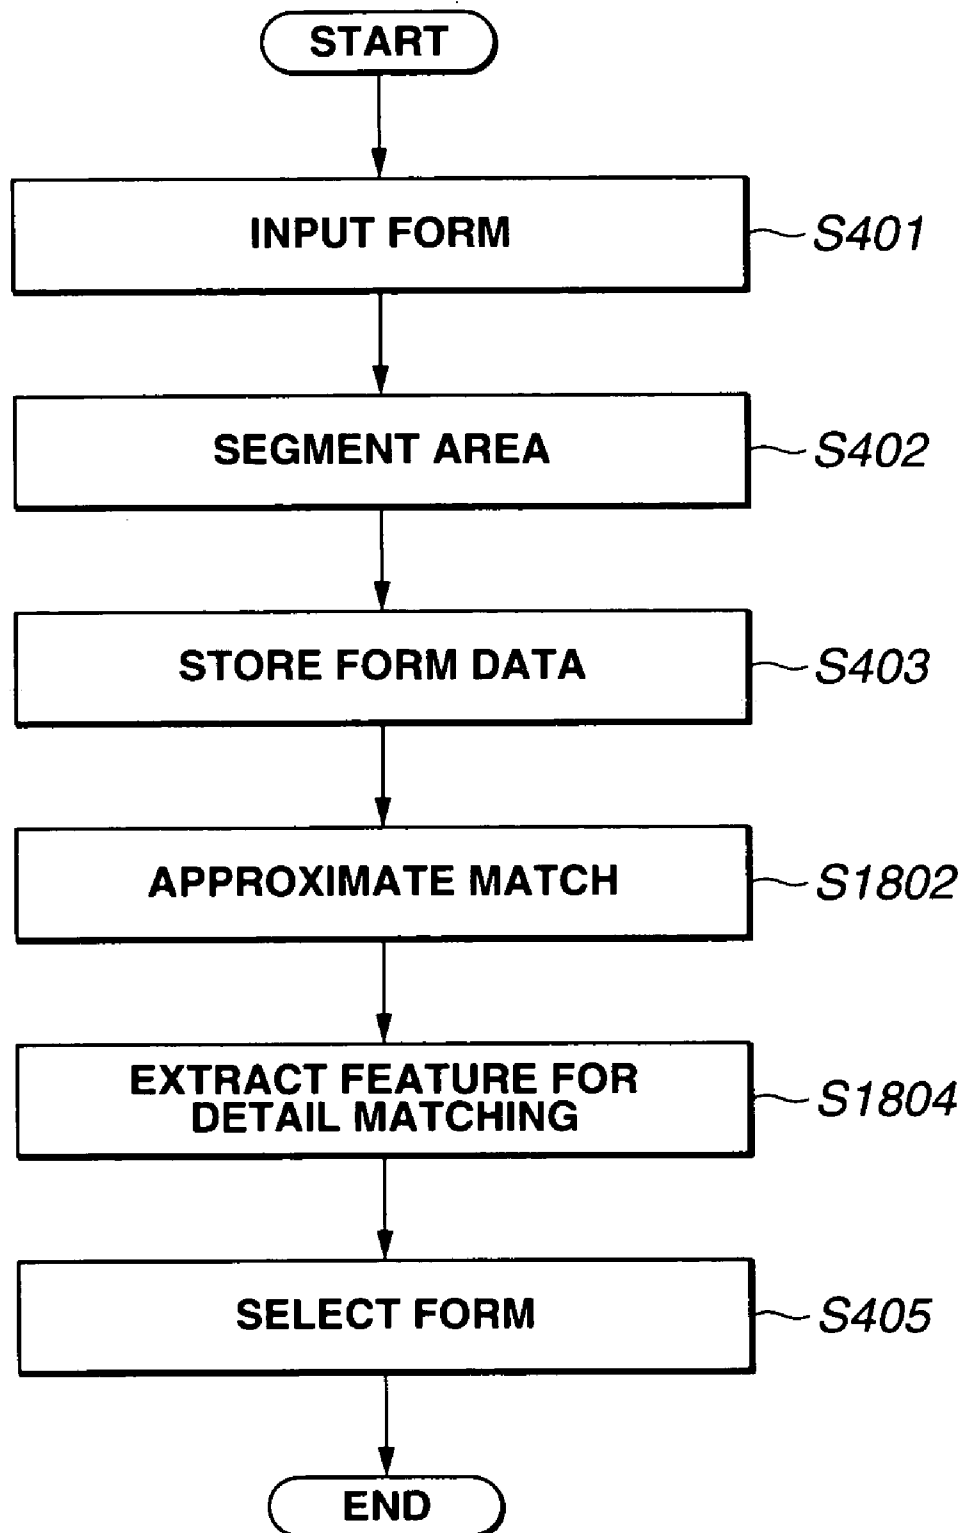 START
INPUT FORM
S401
SEGMENT AREA
S402
STORE FORM DATA
S403
APPROXIMATE MATCH
S1802
EXTRACT FEATURE FOR
DETAIL MATCHING
S1804
SELECT FORM
S405
END